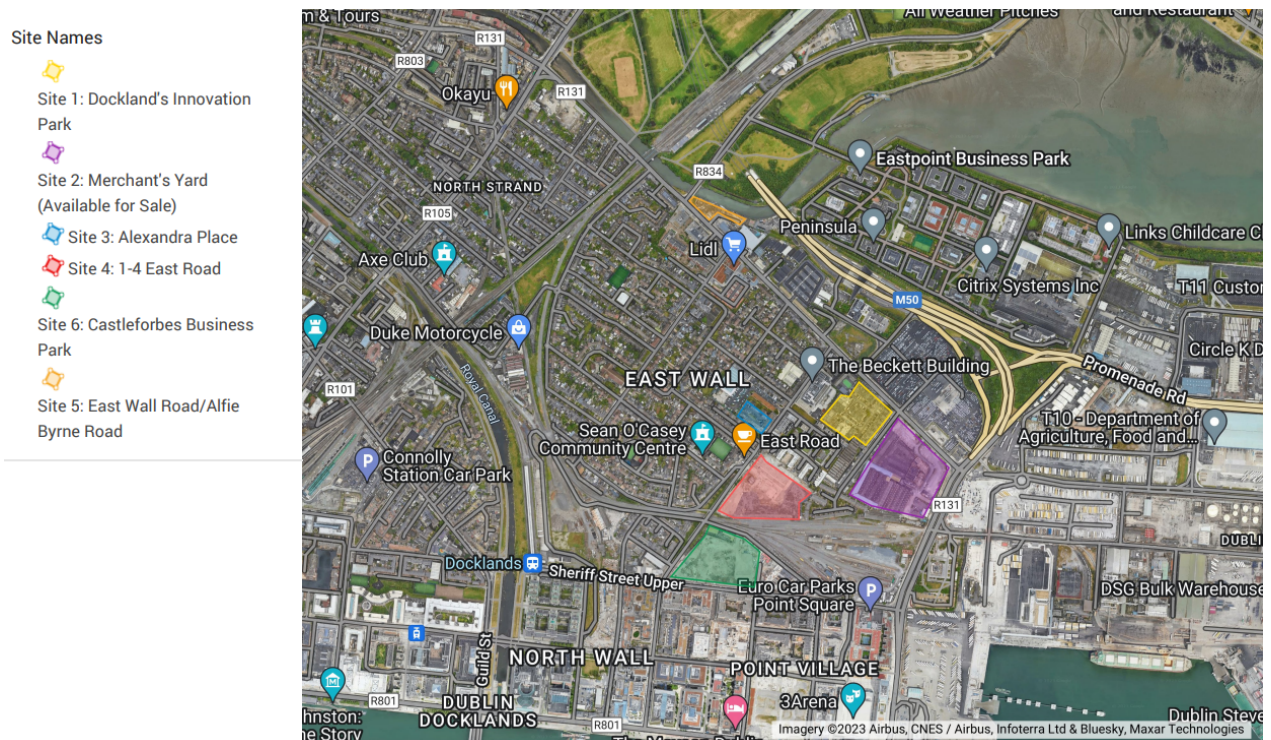 Site Names
Site 1: Dockland's Innovation
Park
Site 2: Merchant's Yard
(Available for Sale)
Site 3: Alexandra Place
Site 4: 1-4 East Road
Site 6: Castleforbes Business
Park
Site 5: East Wall Road/Alfie
Byrne Road
& Tours
All Weather Pitches
and Restaurant
R131
R803
Okayu
R131
Eastpoint Business Park
R834
NORTH STRAND
R105
Peninsula
Links Childcare
Lidl
Axe Club
Citrix Systems Inc
T11
M50
Duke Motorcycle
Circle K
The Beckett Building
Promenade Rd
Royal Canal
EAST WALL
R101
T10 - Department of
Agriculture, Food and...
Sean O'Casey
Community Centre
East Road
Connolly
Station Car Park
R131
Docklands
Sheriff Street Upper
Euro Car Parks
Point Square
DSG Bulk Warehouse
Guild St
NORTH WALL
POINT VILLAGE
R801
DUBLIN
DOCKLANDS
3Arena
R801
Dublin
Imagery ©2023 Airbus, CNES / Airbus, Infoterra Ltd & Bluesky, Maxar Technologies